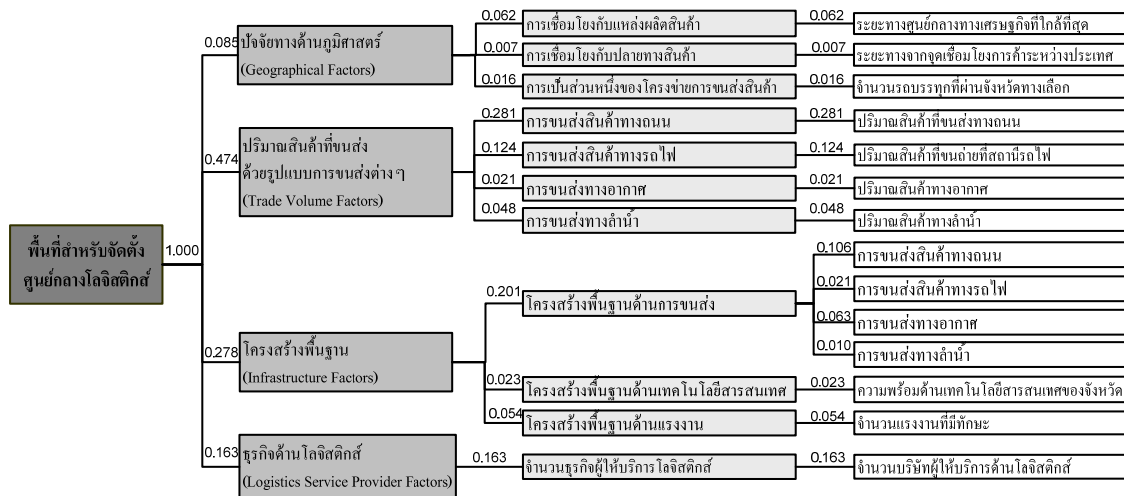 พื้นที่สำหรับจัดตั้ง
ศูนย์กลางโลจิสติกส์
1.000
0.085
ปัจจัยทางด้านภูมิศาสตร์
(Geographical Factors)
0.062
การเชื่อมโยงกับแหล่งผลิตสินค้า
0.062
ระยะทางศูนย์กลางทางเศรษฐกิจที่ใกล้ที่สุด
0.007
การเชื่อมโยงกับปลายทางสินค้า
0.007
ระยะทางจากจุดเชื่อมโยงการค้าระหว่างประเทศ
0.016
การเป็นส่วนหนึ่งของโครงข่ายการขนส่งสินค้า
0.016
จำนวนรถบรรทุกที่ผ่านจังหวัดทางเลือก
0.474
ปริมาณสินค้าที่ขนส่ง
ด้วยรูปแบบการขนส่งต่าง ๆ
(Trade Volume Factors)
0.281
การขนส่งสินค้าทางถนน
0.281
ปริมาณสินค้าที่ขนส่งทางถนน
0.124
การขนส่งสินค้าทางรถไฟ
0.124
ปริมาณสินค้าที่ขนถ่ายที่สถานีรถไฟ
0.021
การขนส่งทางอากาศ
0.021
ปริมาณสินค้าทางอากาศ
0.048
การขนส่งทางลำน้ำ
0.048
ปริมาณสินค้าทางลำน้ำ
0.278
โครงสร้างพื้นฐาน
(Infrastructure Factors)
0.201
โครงสร้างพื้นฐานด้านการขนส่ง
0.106
การขนส่งสินค้าทางถนน
0.021
การขนส่งสินค้าทางรถไฟ
0.063
การขนส่งทางอากาศ
0.010
การขนส่งทางลำน้ำ
0.023
โครงสร้างพื้นฐานด้านเทคโนโลยีสารสนเทศ
0.023
ความพร้อมด้านเทคโนโลยีสารสนเทศของจังหวัด
0.054
โครงสร้างพื้นฐานด้านแรงงาน
0.054
จำนวนแรงงานที่มีทักษะ
0.163
ธุรกิจด้านโลจิสติกส์
(Logistics Service Provider Factors)
0.163
จำนวนธุรกิจผู้ให้บริการโลจิสติกส์
0.163
จำนวนบริษัทผู้ให้บริการด้านโลจิสติกส์